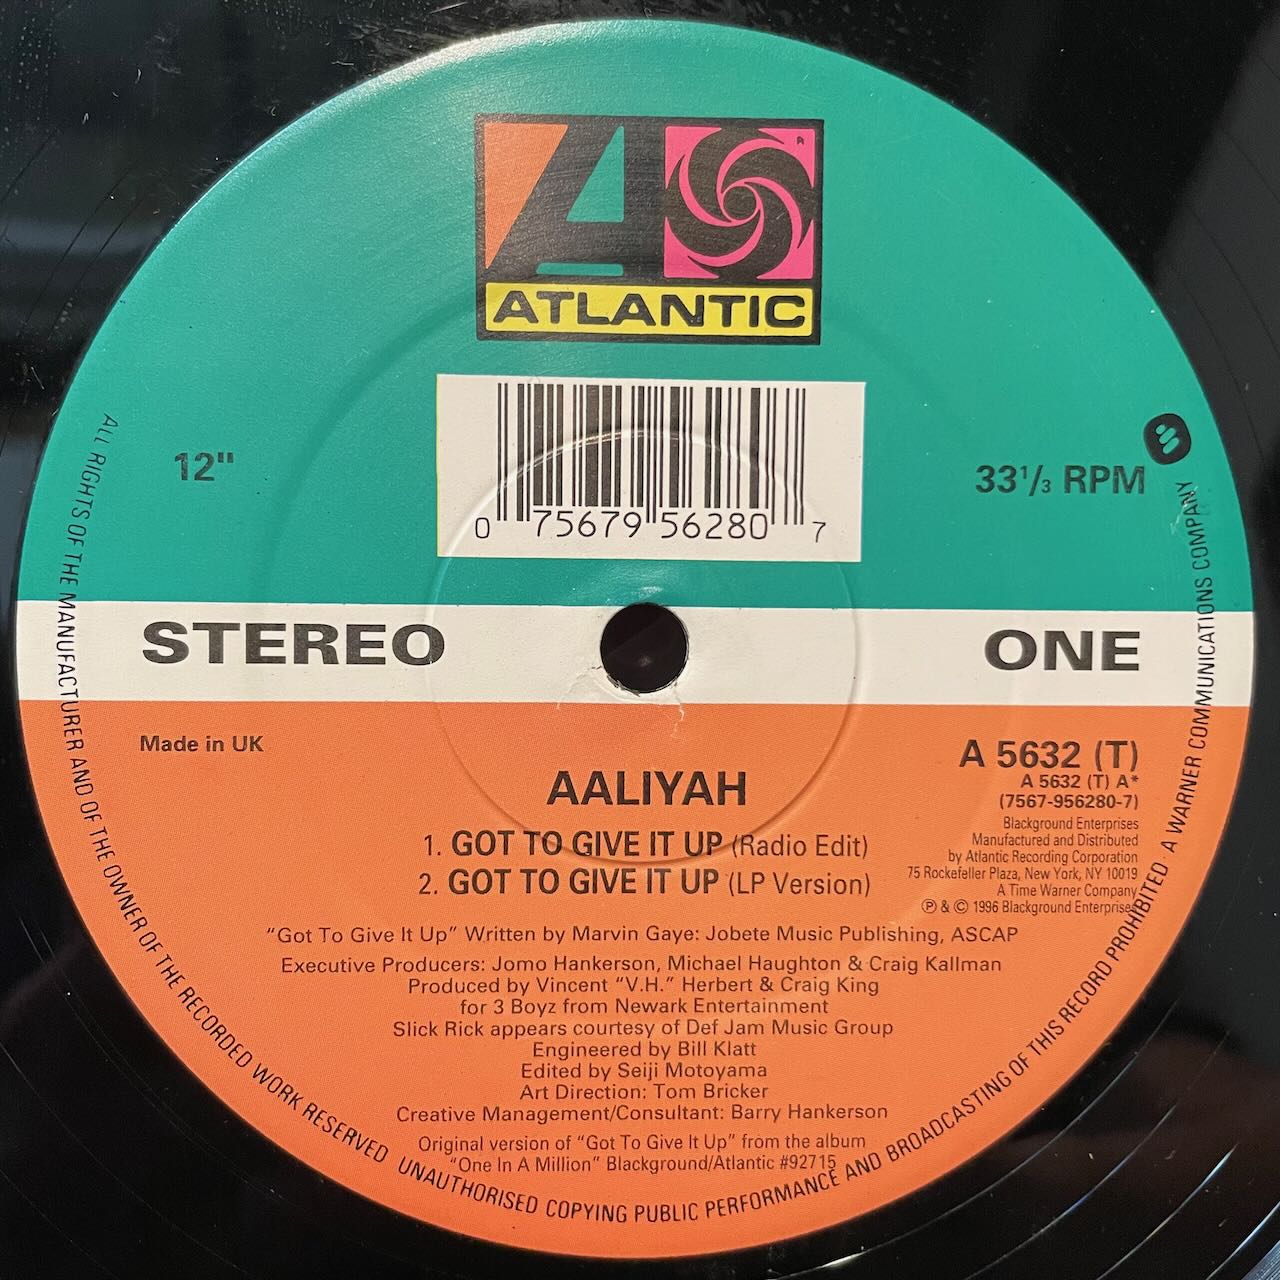 ATLANTIC
0 75679 56280 7
12"
33 1/3 RPM
STEREO
ONE
Made in UK
A 5632 (T)
A 5632 (T) A*
(7567-956280-7)
Blackground Enterprises
Manufactured and Distributed
by Atlantic Recording Corporation
75 Rockefeller Plaza, New York, NY 10019
A Time Warner Company
℗ & © 1996 Blackground Enterprises
AALIYAH
1. GOT TO GIVE IT UP (Radio Edit)
2. GOT TO GIVE IT UP (LP Version)
"Got To Give It Up" Written by Marvin Gaye: Jobete Music Publishing, ASCAP
Executive Producers: Jomo Hankerson, Michael Haughton & Craig Kallman
Produced by Vincent "V.H." Herbert & Craig King
for 3 Boyz from Newark Entertainment
Slick Rick appears courtesy of Def Jam Music Group
Engineered by Bill Klatt
Edited by Seiji Motoyama
Art Direction: Tom Bricker
Creative Management/Consultant: Barry Hankerson
Original version of "Got To Give It Up" from the album
"One In A Million" Blackground/Atlantic #92715
ALL RIGHTS OF THE MANUFACTURER AND OF THE OWNER OF THE RECORDED WORK RESERVED UNAUTHORISED COPYING PUBLIC PERFORMANCE AND BROADCASTING OF THIS RECORD PROHIBITED · A WARNER COMMUNICATIONS COMPANY